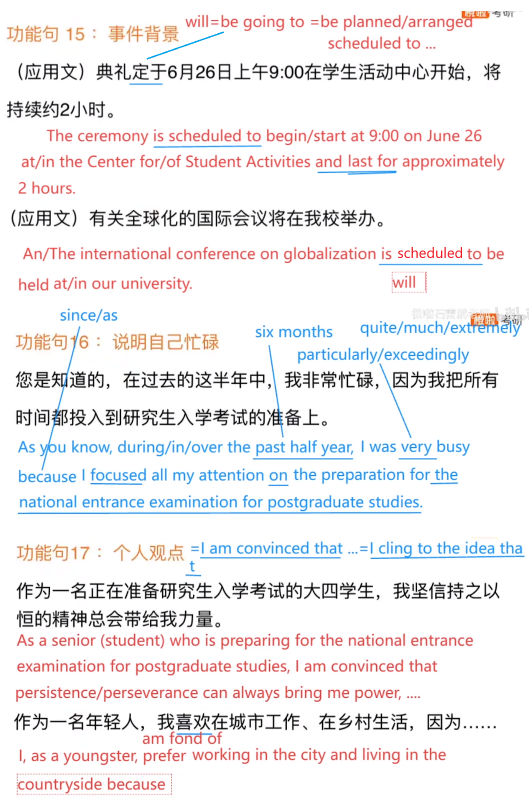 will=be going to =be planned/arranged
scheduled to ...
功能句 15 ：事件背景
（应用文）典礼定于6月26日上午9:00在学生活动中心开始，将
持续约2小时。
The ceremony is scheduled to begin/start at 9:00 on June 26
at/in the Center for/of Student Activities and last for approximately
2 hours.
（应用文）有关全球化的国际会议将在我校举办。
An/The international conference on globalization is scheduled to be
held at/in our university.
will
since/as
考研
功能句16 ： 说明自己忙碌
six months
quite/much/extremely
particularly/exceedingly
您是知道的，在过去的这半年中，我非常忙碌，因为我把所有
时间都投入到研究生入学考试的准备上。
As you know, during/in/over the past half year, I was very busy
because I focused all my attention on the preparation for the
national entrance examination for postgraduate studies.
功能句17 ： 个人观点
=I am convinced that ...=I cling to the idea tha
t
作为一名正在准备研究生入学考试的大四学生，我坚信持之以
恒的精神总会带给我力量。
As a senior (student) who is preparing for the national entrance
examination for postgraduate studies, I am convinced that
persistence/perseverance can always bring me power, ....
作为一名年轻人，我喜欢在城市工作、在乡村生活，因为……
am fond of
I, as a youngster, prefer working in the city and living in the
countryside because